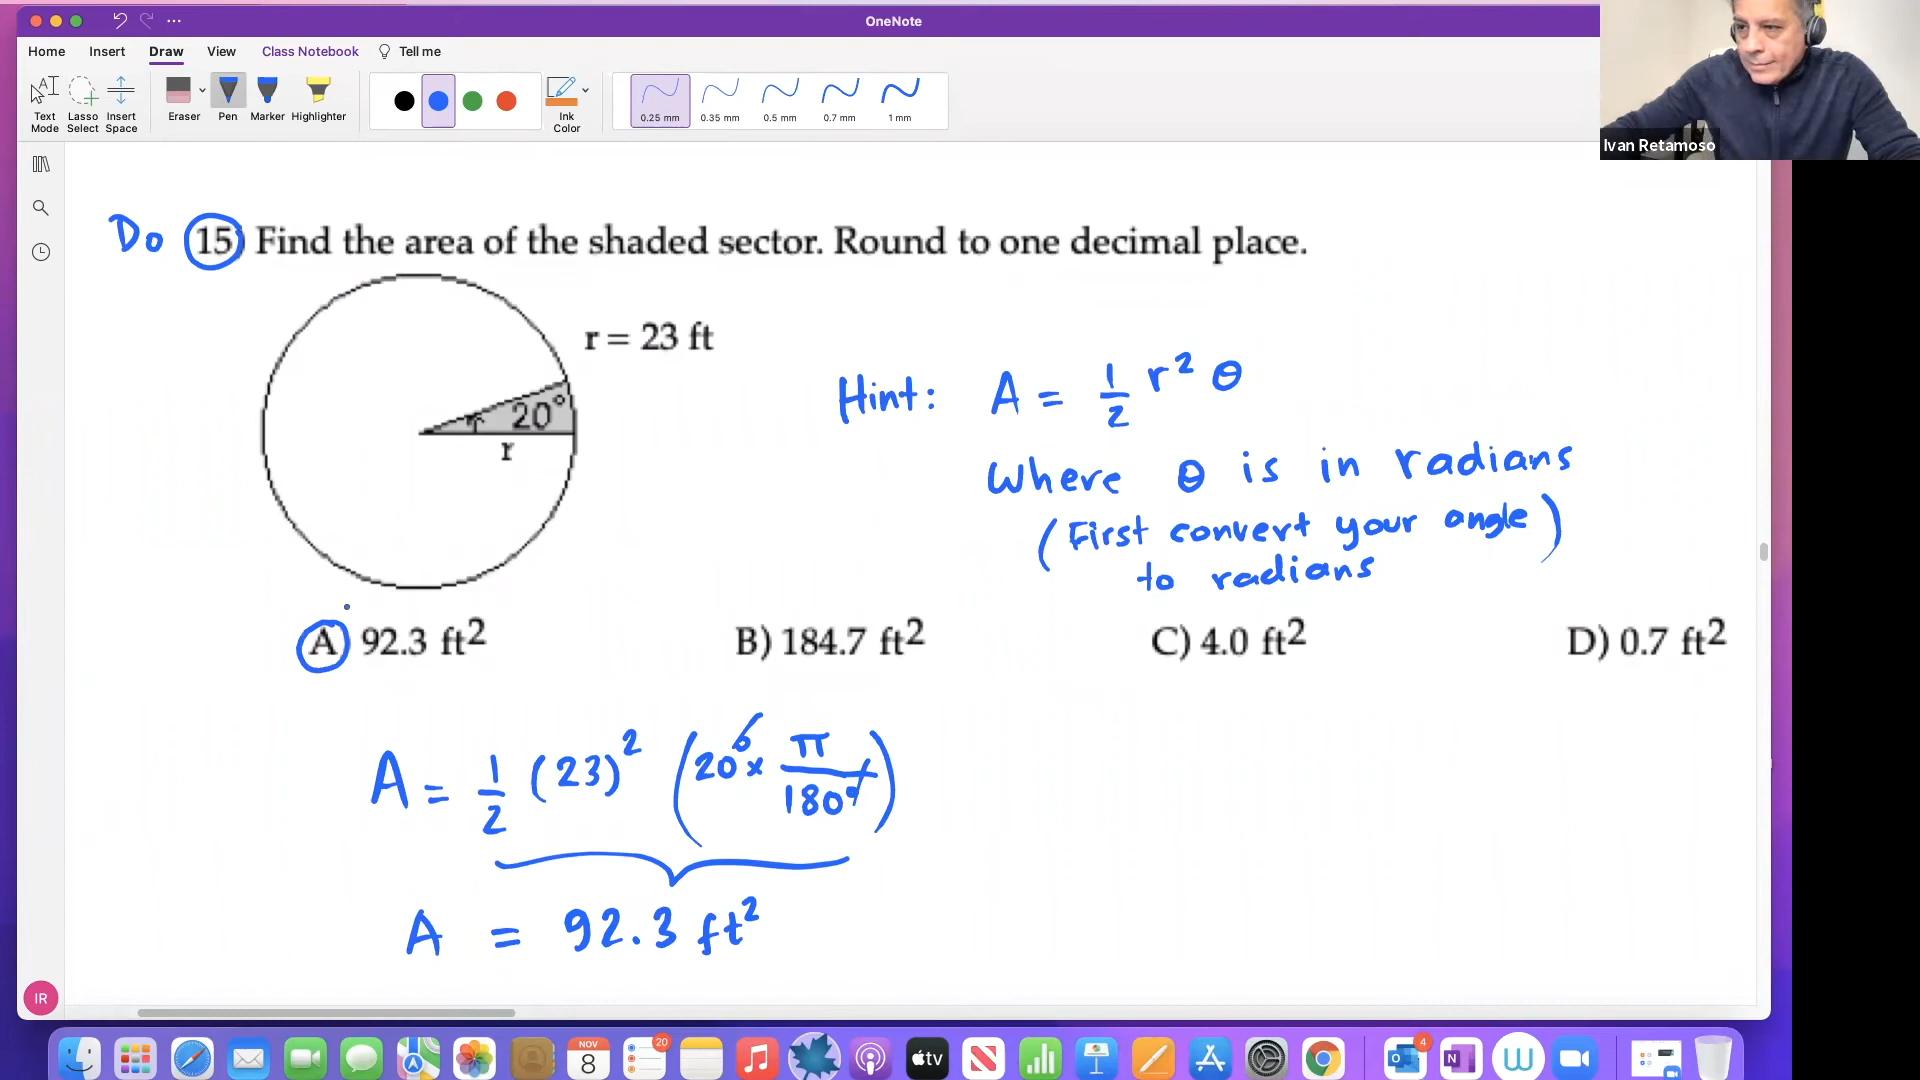 OneNote
Home Insert Draw View Class Notebook Tell me
Text Mode Lasso Select Insert Space Eraser Pen Marker Highlighter Ink Color 0.25 mm 0.35 mm 0.5 mm 0.7 mm 1 mm
Ivan Retamoso
Do 15) Find the area of the shaded sector. Round to one decimal place.
r = 23 ft
20°
r
Hint: A = 1/2 r² θ
Where θ is in radians
(First convert your angle)
to radians
A) 92.3 ft² B) 184.7 ft² C) 4.0 ft² D) 0.7 ft²
A = 1/2 (23)² (20° × π/180°)
A = 92.3 ft²
IR
NOV
8
20
tv
4